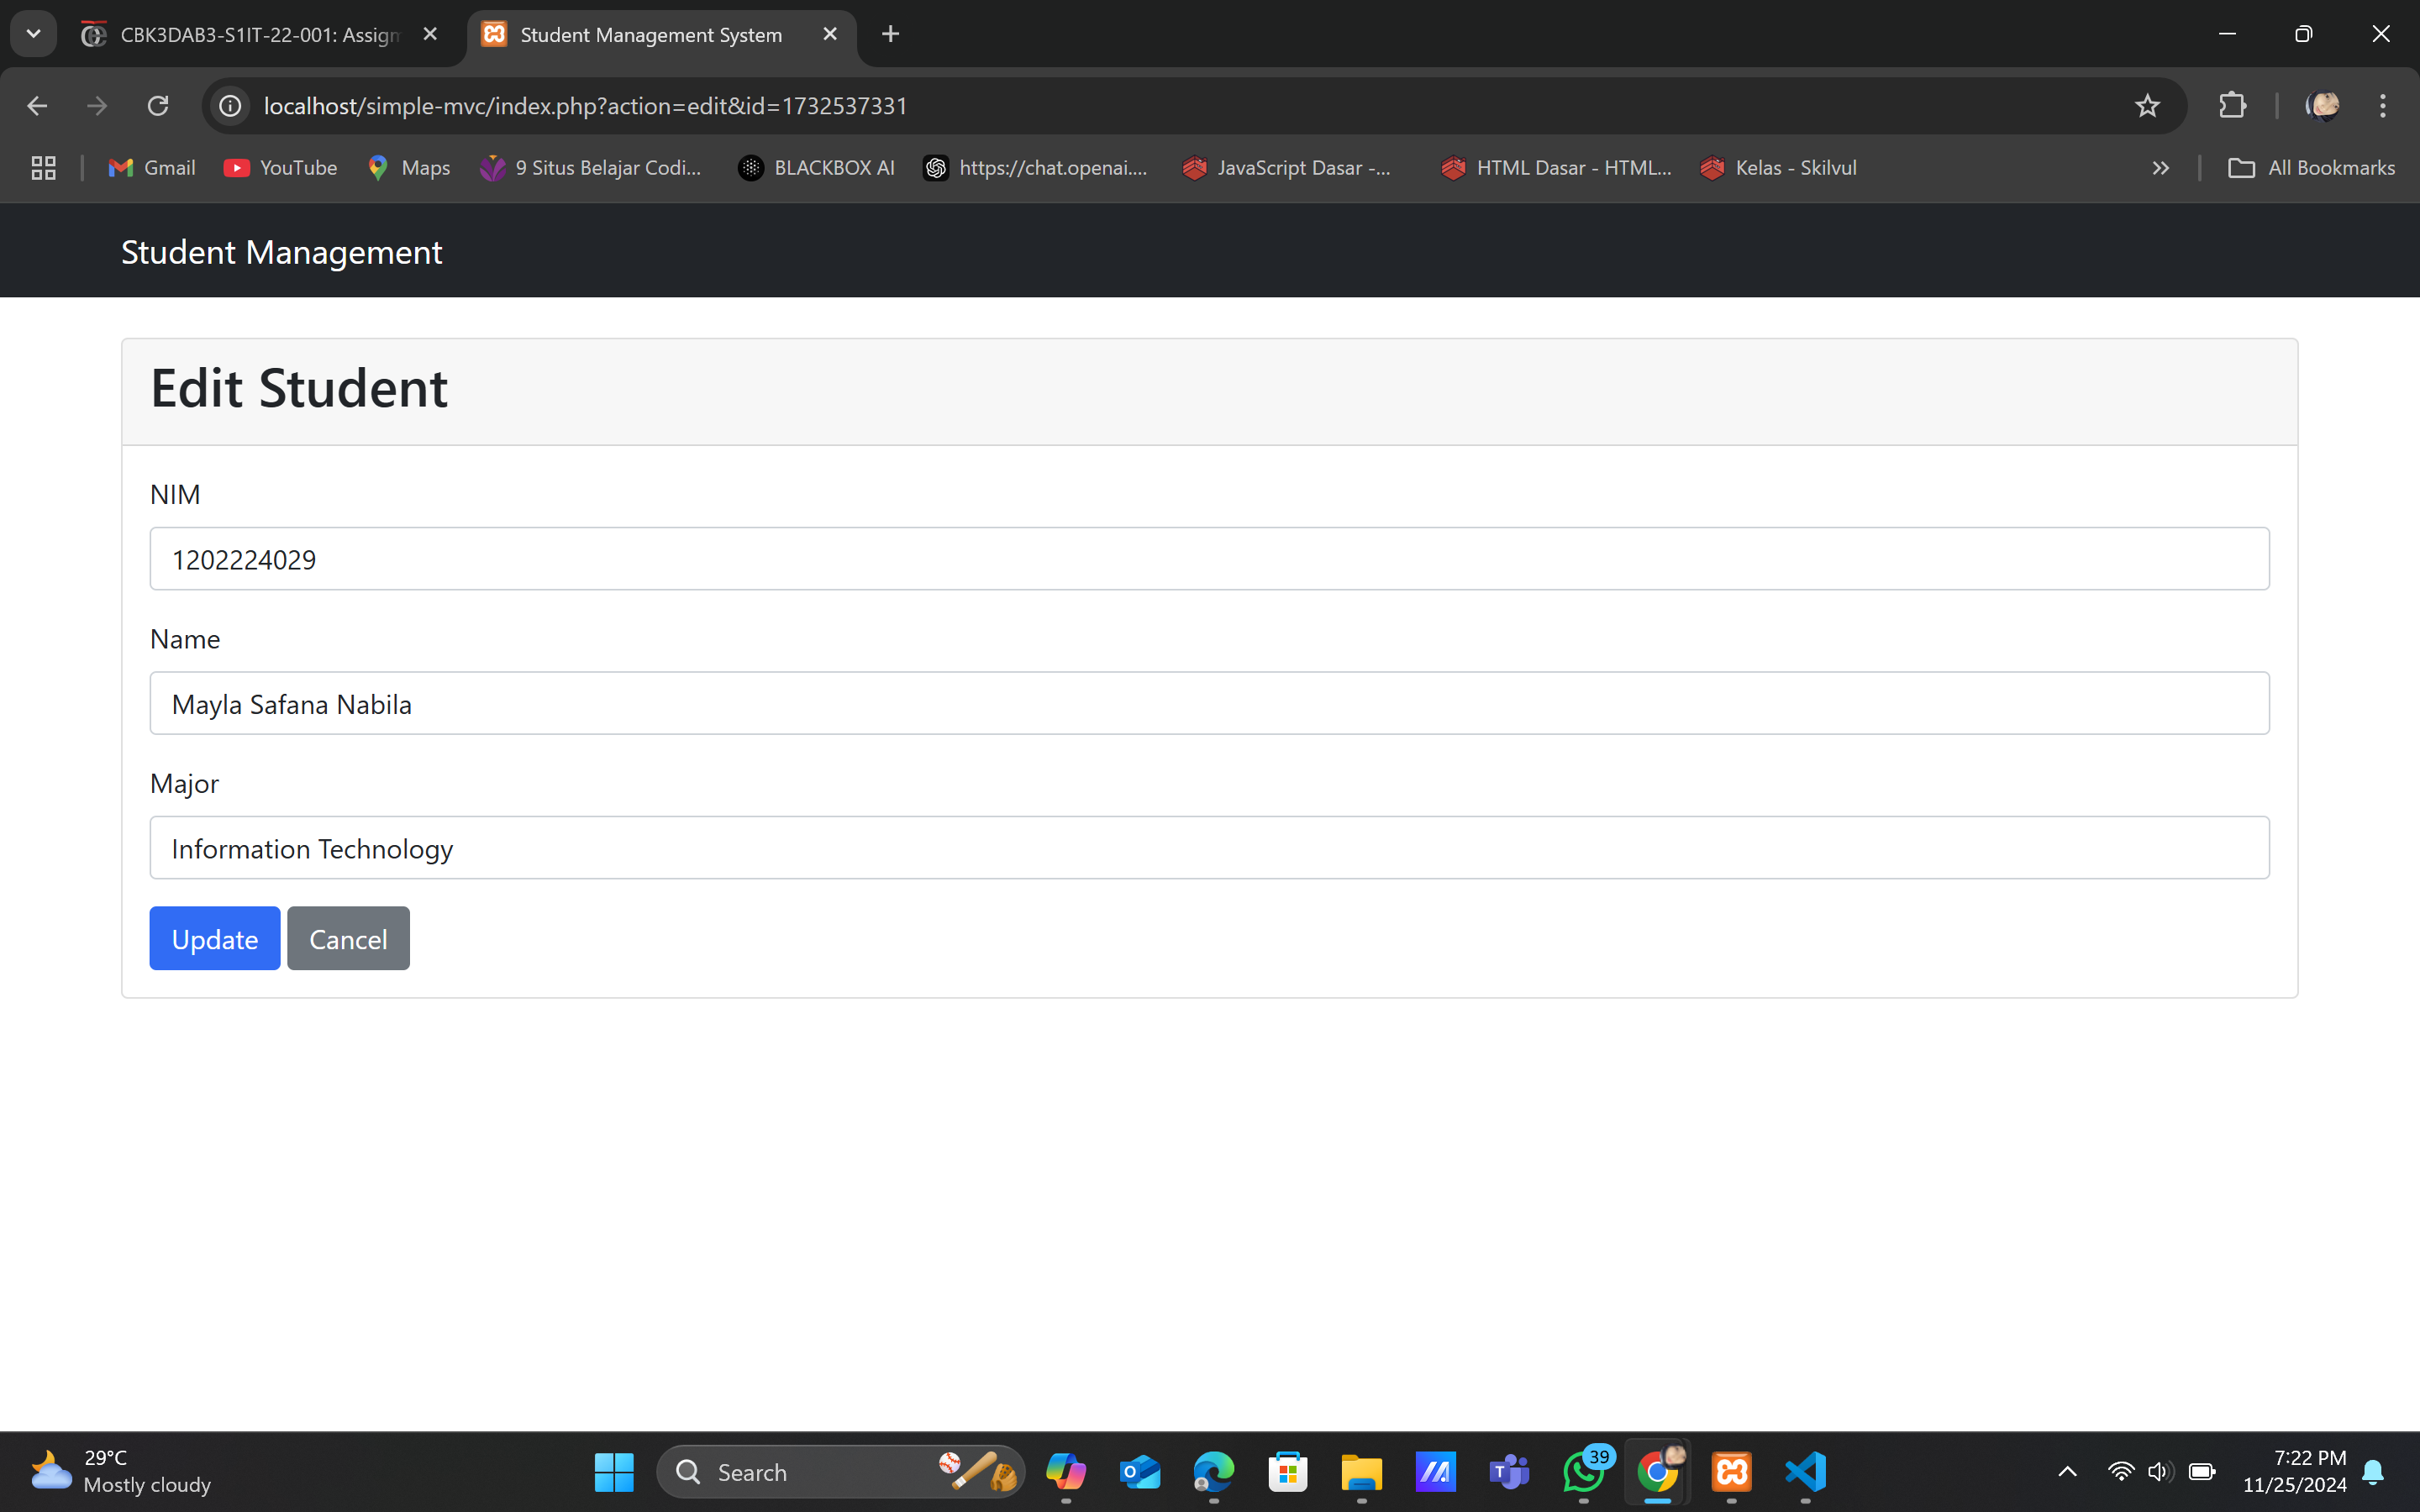 CBK3DAB3-S1IT-22-001: Assign
Student Management System
localhost/simple-mvc/index.php?action=edit&id=1732537331
Gmail
YouTube
Maps
9 Situs Belajar Codi...
BLACKBOX AI
https://chat.openai....
JavaScript Dasar -...
HTML Dasar - HTML...
Kelas - Skilvul
All Bookmarks
Student Management
Edit Student
NIM
1202224029
Name
Mayla Safana Nabila
Major
Information Technology
Update Cancel
29°C
Mostly cloudy
Search
39
7:22 PM
11/25/2024